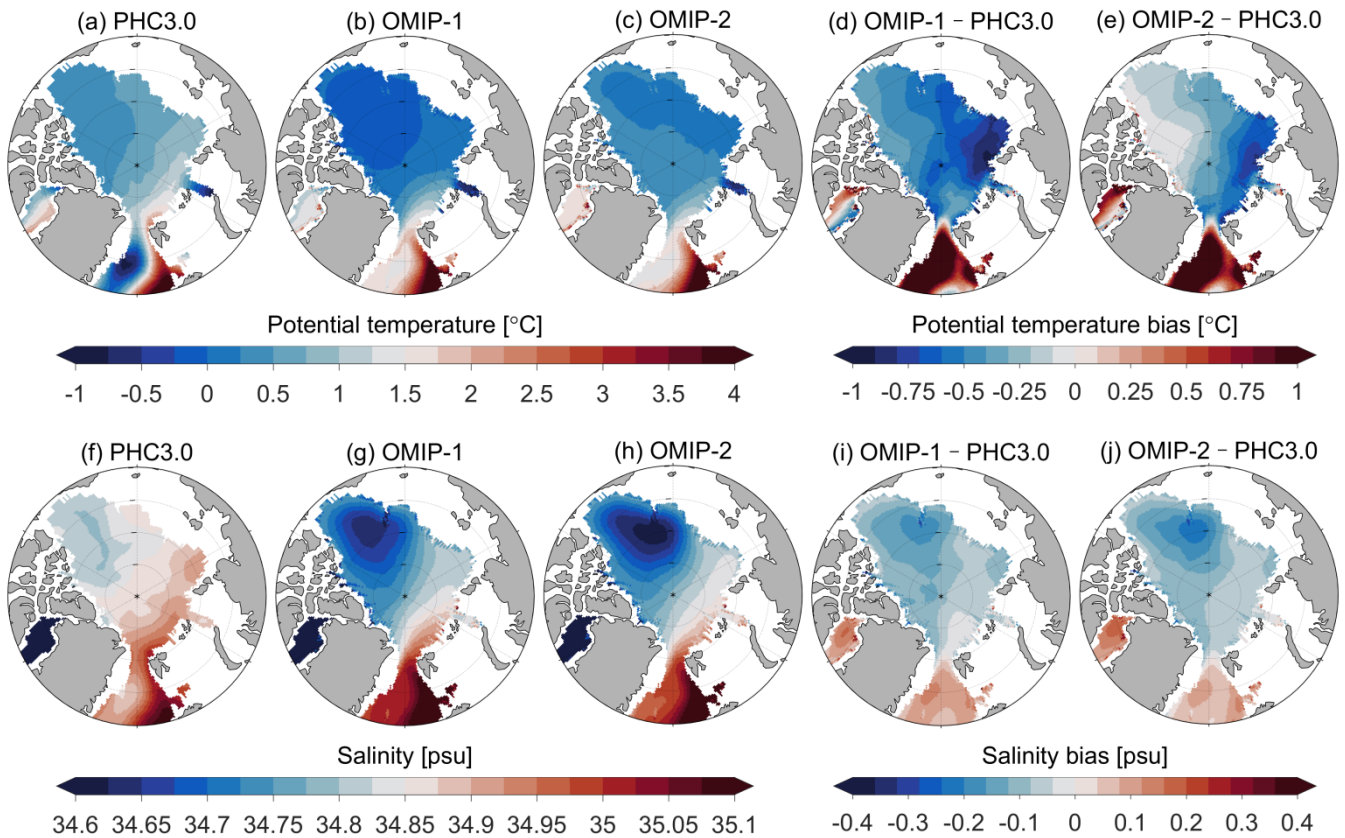 (a) PHC3.0 (b) OMIP-1 (c) OMIP-2 (d) OMIP-1 − PHC3.0 (e) OMIP-2 − PHC3.0
Potential temperature [°C] Potential temperature bias [°C]
-1 -0.5 0 0.5 1 1.5 2 2.5 3 3.5 4 -1 -0.75 -0.5 -0.25 0 0.25 0.5 0.75 1
(f) PHC3.0 (g) OMIP-1 (h) OMIP-2 (i) OMIP-1 − PHC3.0 (j) OMIP-2 − PHC3.0
Salinity [psu] Salinity bias [psu]
34.6 34.65 34.7 34.75 34.8 34.85 34.9 34.95 35 35.05 35.1 -0.4 -0.3 -0.2 -0.1 0 0.1 0.2 0.3 0.4